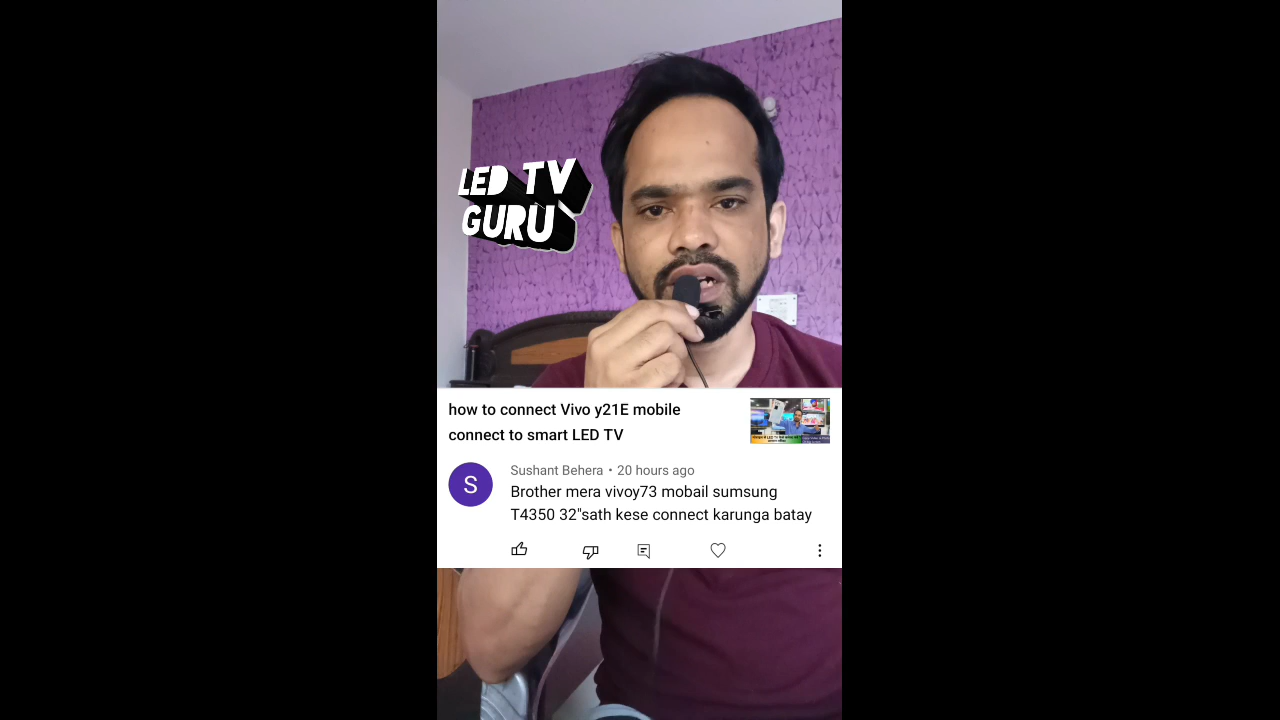 LED TV
GURU
how to connect Vivo y21E mobile
connect to smart LED TV
S
Sushant Behera • 20 hours ago
Brother mera vivoy73 mobail sumsung
T4350 32"sath kese connect karunga batay